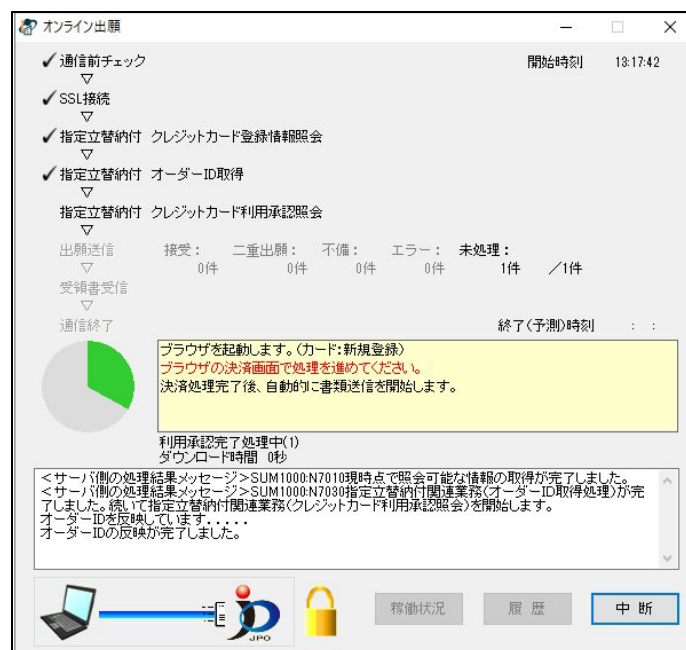 オンライン出願
✓通信前チェック 開始時刻 13:17:42
▽
✓SSL接続
▽
✓指定立替納付 クレジットカード登録情報照会
▽
✓指定立替納付 オーダーID取得
▽
指定立替納付 クレジットカード利用承認照会
▽
出願送信 接受: 二重出願: 不備: エラー: 未処理:
▽ 0件 0件 0件 0件 1件 /1件
受領書受信
▽
通信終了 終了(予測)時刻 : :
ブラウザを起動します。(カード:新規登録)
ブラウザの決済画面で処理を進めてください。
決済処理完了後、自動的に書類送信を開始します。
利用承認完了処理中(1)
ダウンロード時間 0秒
<サーバ側の処理結果メッセージ>SUM1000:N7010現時点で照会可能な情報の取得が完了しました。
<サーバ側の処理結果メッセージ>SUM1000:N7030指定立替納付関連業務(オーダーID取得処理)が完
了しました。続いて指定立替納付関連業務(クレジットカード利用承認照会)を開始します。
オーダーIDを反映しています.....
オーダーIDの反映が完了しました。
JPO
稼働状況 履 歴 中 断